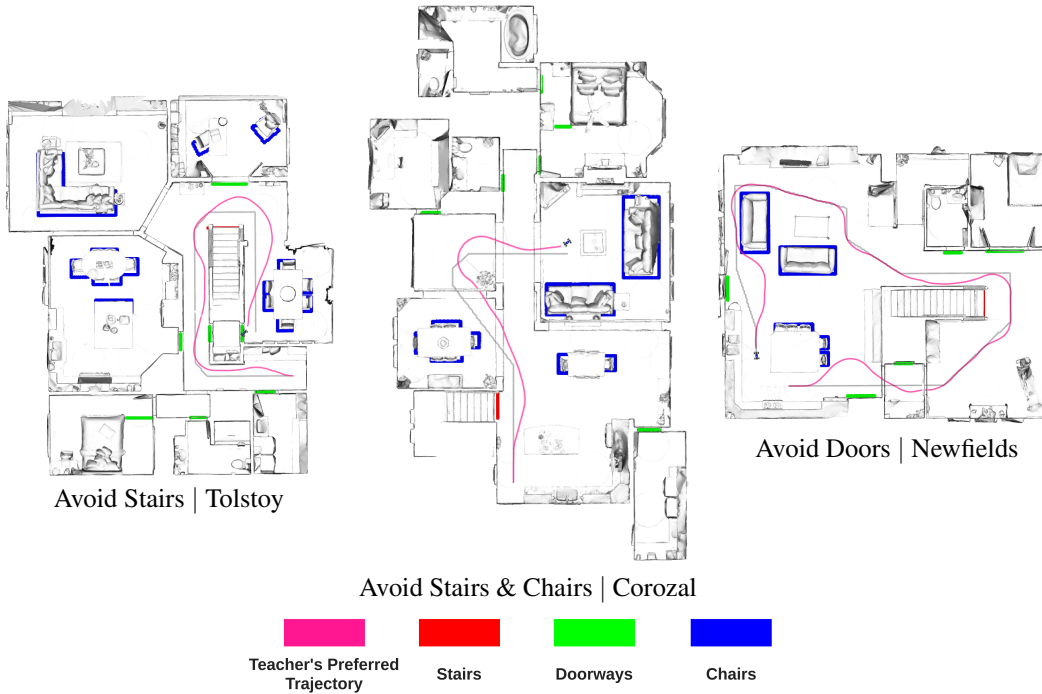 Avoid Stairs | Tolstoy
Avoid Doors | Newfields
Avoid Stairs & Chairs | Corozal
Teacher's Preferred
Trajectory
Stairs
Doorways
Chairs